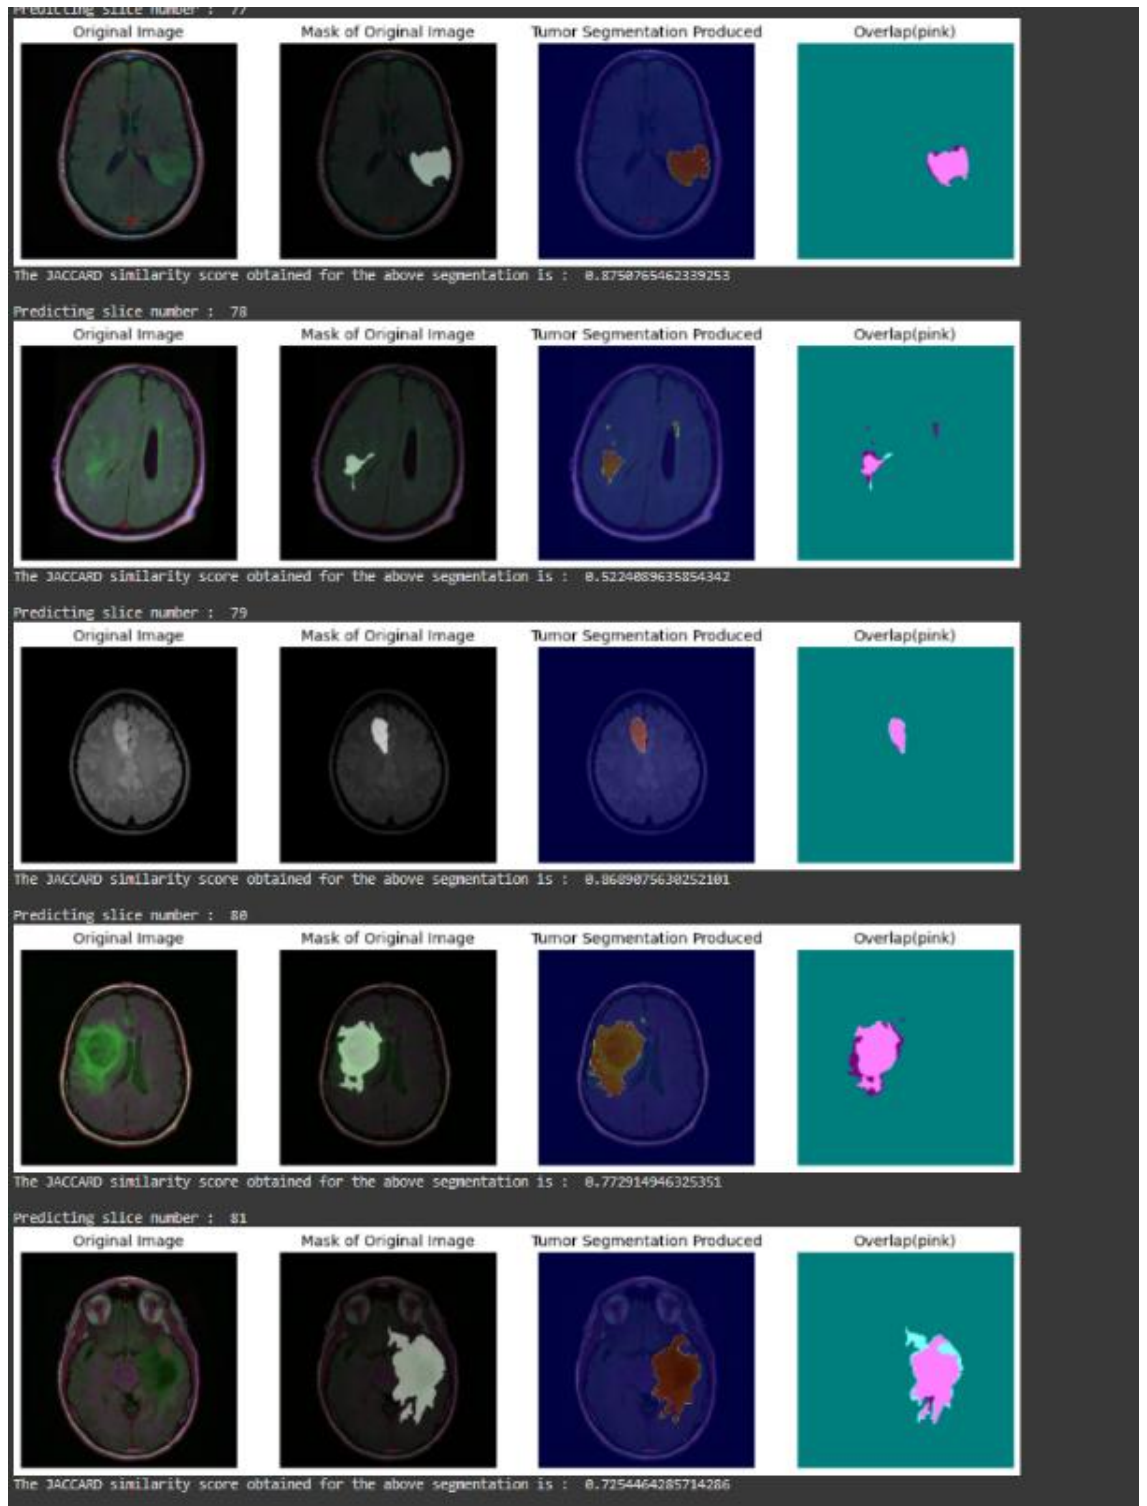 Predicting slice number :  77
Original Image Mask of Original Image Tumor Segmentation Produced Overlap(pink)
The JACCARD similarity score obtained for the above segmentation is :  0.8750765462339253
Predicting slice number :  78
Original Image Mask of Original Image Tumor Segmentation Produced Overlap(pink)
The JACCARD similarity score obtained for the above segmentation is :  0.5224089635854342
Predicting slice number :  79
Original Image Mask of Original Image Tumor Segmentation Produced Overlap(pink)
The JACCARD similarity score obtained for the above segmentation is :  0.8689075630252101
Predicting slice number :  80
Original Image Mask of Original Image Tumor Segmentation Produced Overlap(pink)
The JACCARD similarity score obtained for the above segmentation is :  0.772914946325351
Predicting slice number :  81
Original Image Mask of Original Image Tumor Segmentation Produced Overlap(pink)
The JACCARD similarity score obtained for the above segmentation is :  0.7254464285714286